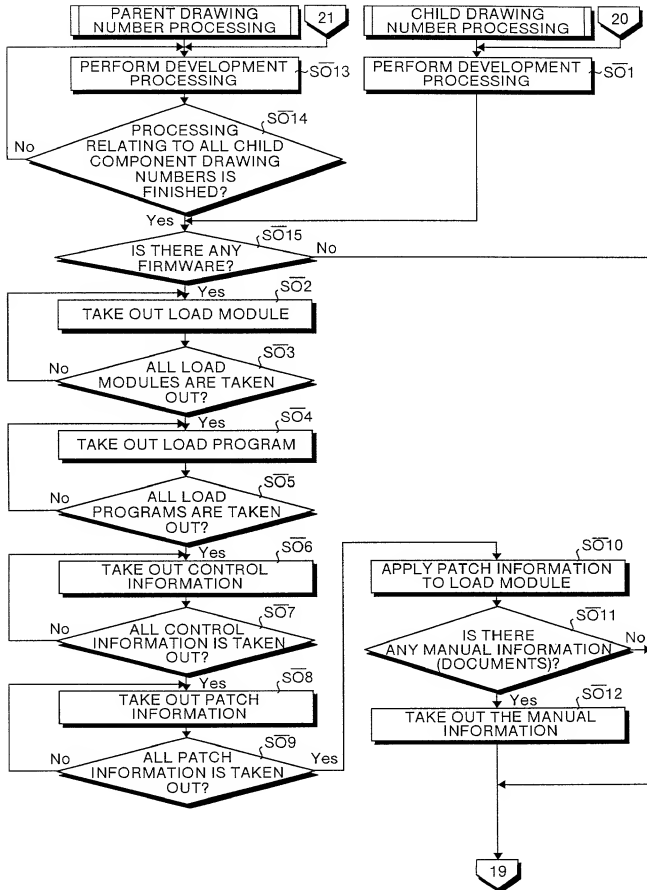 PARENT DRAWING
NUMBER PROCESSING
21
CHILD DRAWING
NUMBER PROCESSING
20
PERFORM DEVELOPMENT
PROCESSING
SO13
PERFORM DEVELOPMENT
PROCESSING
SO1
SO14
No
PROCESSING
RELATING TO ALL CHILD
COMPONENT DRAWING
NUMBERS IS
FINISHED?
Yes
SO15
No
IS THERE ANY
FIRMWARE?
Yes
SO2
TAKE OUT LOAD MODULE
SO3
No
ALL LOAD
MODULES ARE TAKEN
OUT?
Yes
SO4
TAKE OUT LOAD PROGRAM
SO5
No
ALL LOAD
PROGRAMS ARE TAKEN
OUT?
Yes
SO6
TAKE OUT CONTROL
INFORMATION
SO7
No
ALL CONTROL
INFORMATION IS TAKEN
OUT?
Yes
SO8
TAKE OUT PATCH
INFORMATION
SO9
No
ALL PATCH
INFORMATION IS TAKEN
OUT?
Yes
SO10
APPLY PATCH INFORMATION
TO LOAD MODULE
SO11
IS THERE
ANY MANUAL INFORMATION
(DOCUMENTS)?
No
Yes
SO12
TAKE OUT THE MANUAL
INFORMATION
19